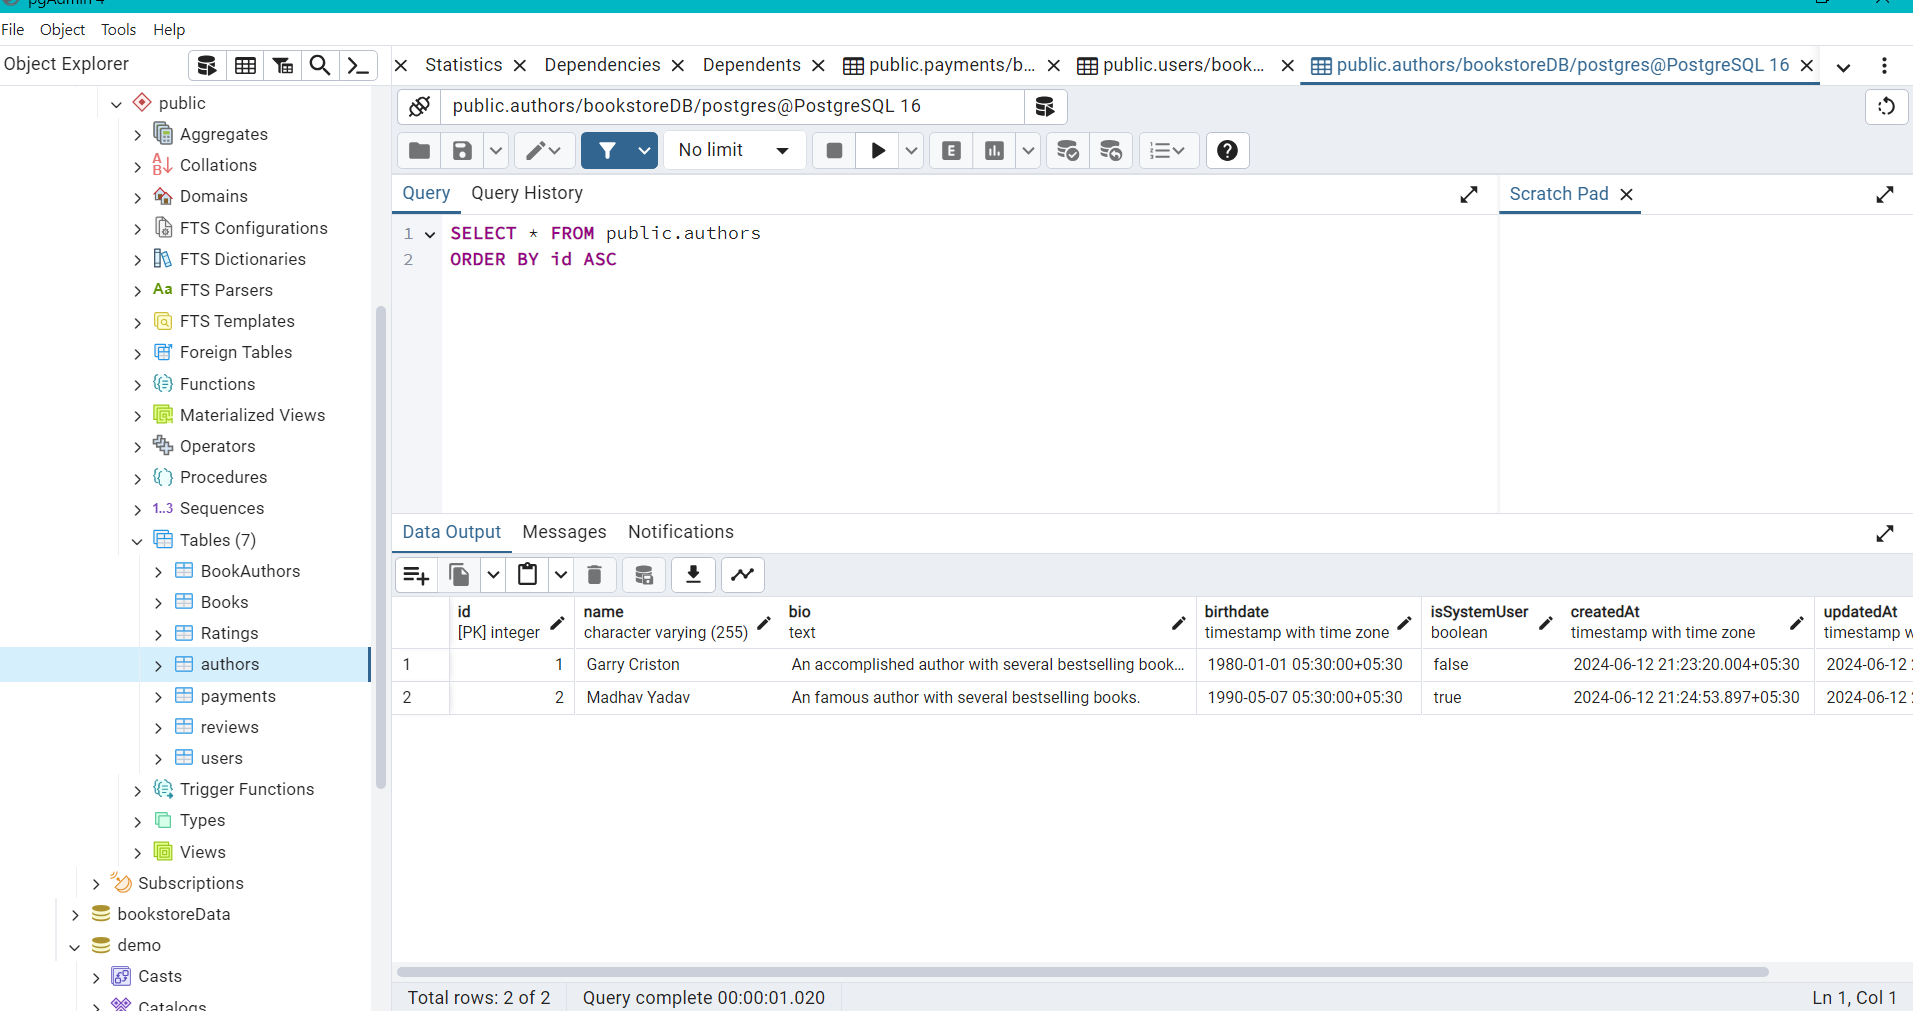 pgAdmin 4
File Object Tools Help
Object Explorer
Statistics Dependencies Dependents public.payments/b... public.users/book... public.authors/bookstoreDB/postgres@PostgreSQL 16
public
Aggregates
Collations
Domains
FTS Configurations
FTS Dictionaries
Aa FTS Parsers
FTS Templates
Foreign Tables
Functions
Materialized Views
Operators
Procedures
1..3 Sequences
Tables (7)
BookAuthors
Books
Ratings
authors
payments
reviews
users
Trigger Functions
Types
Views
Subscriptions
bookstoreData
demo
Casts
Catalogs
public.authors/bookstoreDB/postgres@PostgreSQL 16
No limit E
Query Query History
Scratch Pad
1 SELECT * FROM public.authors
2 ORDER BY id ASC
Data Output Messages Notifications
id name bio birthdate isSystemUser createdAt updatedAt
[PK] integer character varying (255) text timestamp with time zone boolean timestamp with time zone timestamp w
1 1 Garry Criston An accomplished author with several bestselling book... 1980-01-01 05:30:00+05:30 false 2024-06-12 21:23:20.004+05:30 2024-06-12
2 2 Madhav Yadav An famous author with several bestselling books. 1990-05-07 05:30:00+05:30 true 2024-06-12 21:24:53.897+05:30 2024-06-12
Total rows: 2 of 2 Query complete 00:00:01.020 Ln 1, Col 1